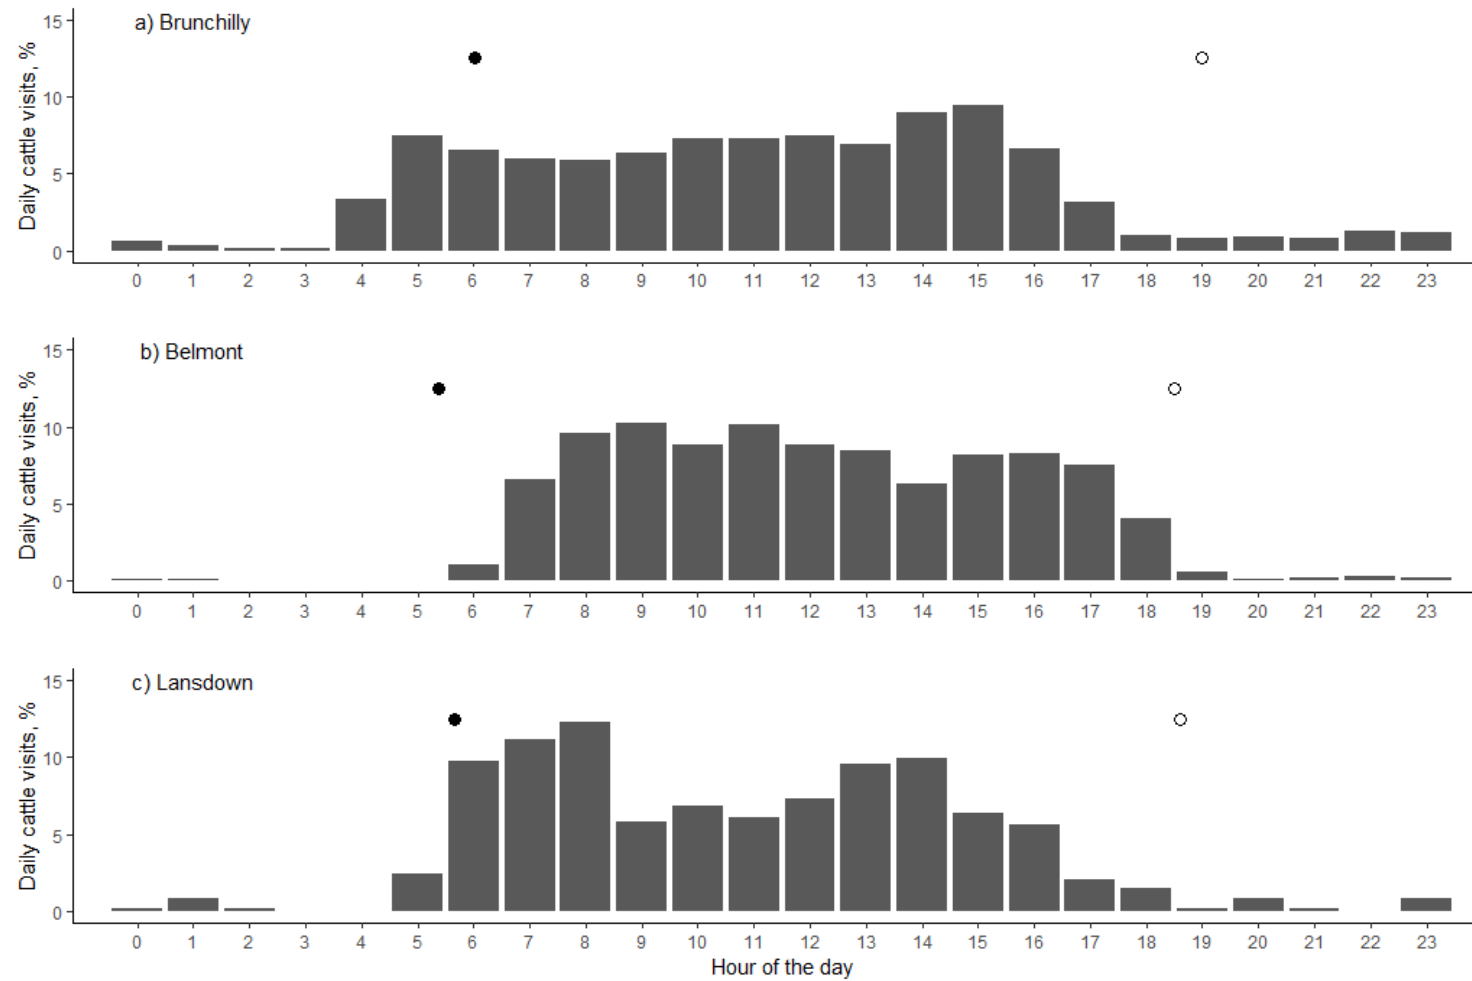 a) Brunchilly
Daily cattle visits, %
15
10
5
0
0 1 2 3 4 5 6 7 8 9 10 11 12 13 14 15 16 17 18 19 20 21 22 23
b) Belmont
Daily cattle visits, %
15
10
5
0
0 1 2 3 4 5 6 7 8 9 10 11 12 13 14 15 16 17 18 19 20 21 22 23
c) Lansdown
Daily cattle visits, %
15
10
5
0
0 1 2 3 4 5 6 7 8 9 10 11 12 13 14 15 16 17 18 19 20 21 22 23
Hour of the day